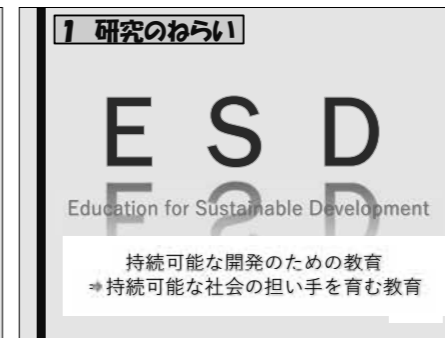 1 研究のねらい
E S D
Education for Sustainable Development
持続可能な開発のための教育
➡持続可能な社会の担い手を育む教育